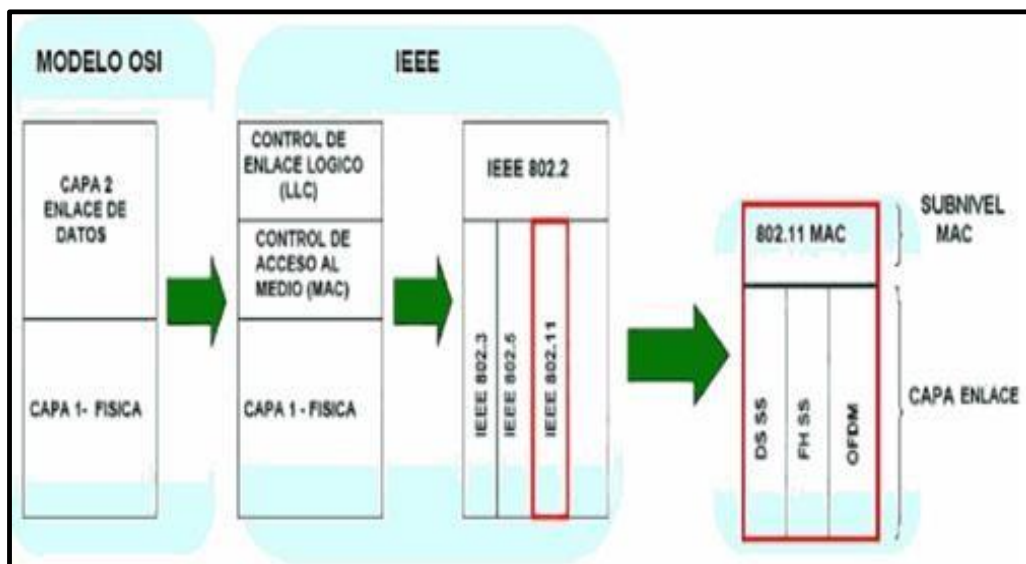 MODELO OSI
IEEE
CAPA 2
ENLACE DE
DATOS
CAPA 1- FISICA
CONTROL DE
ENLACE LOGICO
(LLC)
CONTROL DE
ACCESO AL
MEDIO (MAC)
CAPA 1 - FISICA
IEEE 802.2
IEEE 802.3
IEEE 802.5
IEEE 802.11
802.11 MAC
DS SS
FH SS
OFDM
SUBNIVEL
MAC
CAPA ENLACE